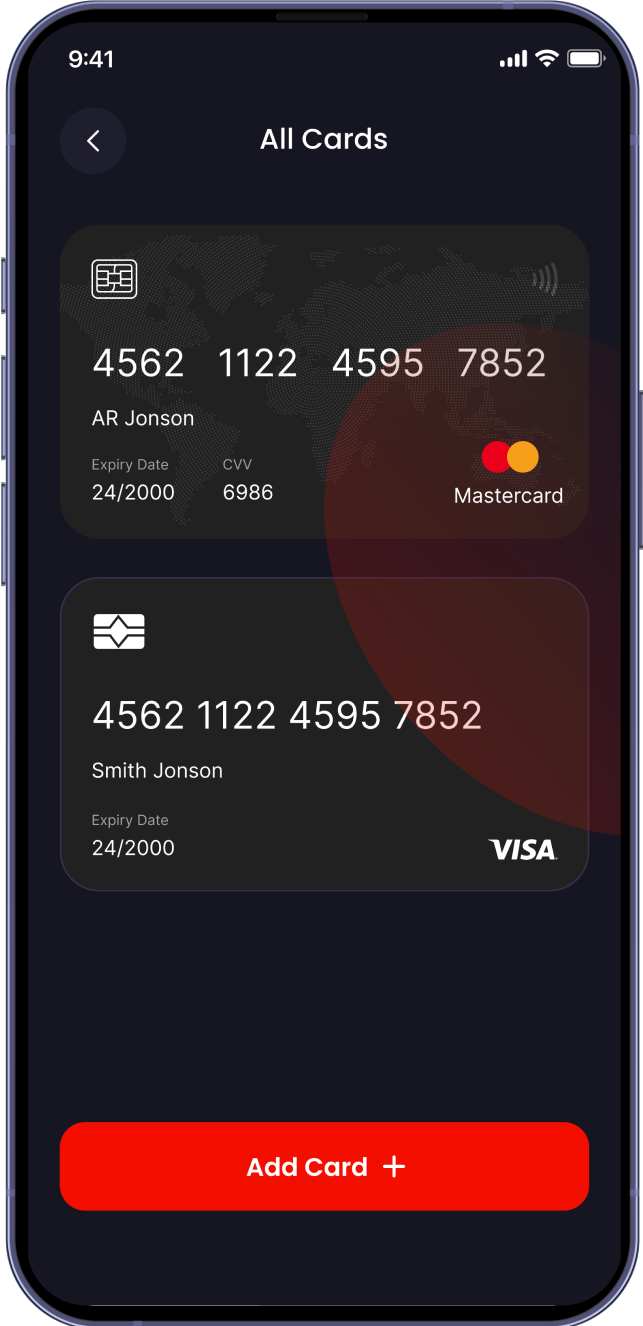 9:41
All Cards
4562 1122 4595 7852
AR Jonson
Expiry Date CVV
24/2000 6986
Mastercard
4562 1122 4595 7852
Smith Jonson
Expiry Date
24/2000
VISA
Add Card +